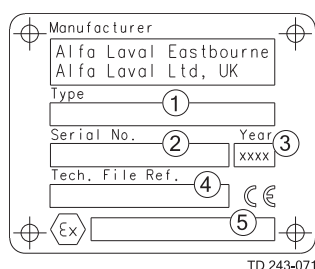 Manufacturer
Alfa Laval Eastbourne
Alfa Laval Ltd, UK
Type
1
Serial No.
Year
2
3
xxxx
Tech. File Ref.
4
CE
5
Ex
TD 243-071